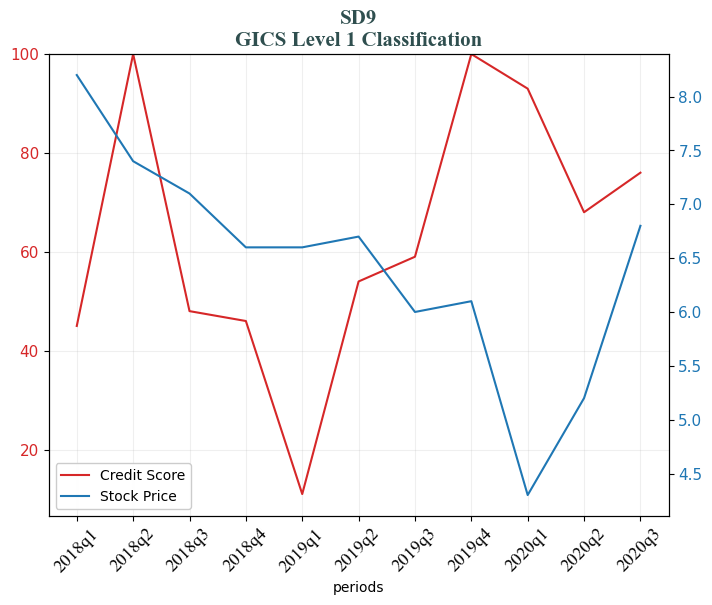 SD9
GICS Level 1 Classification
100
80
60
40
20
8.0
7.5
7.0
6.5
6.0
5.5
5.0
4.5
Credit Score
Stock Price
2018q1
2018q2
2018q3
2018q4
2019q1
2019q2
2019q3
2019q4
2020q1
2020q2
2020q3
periods